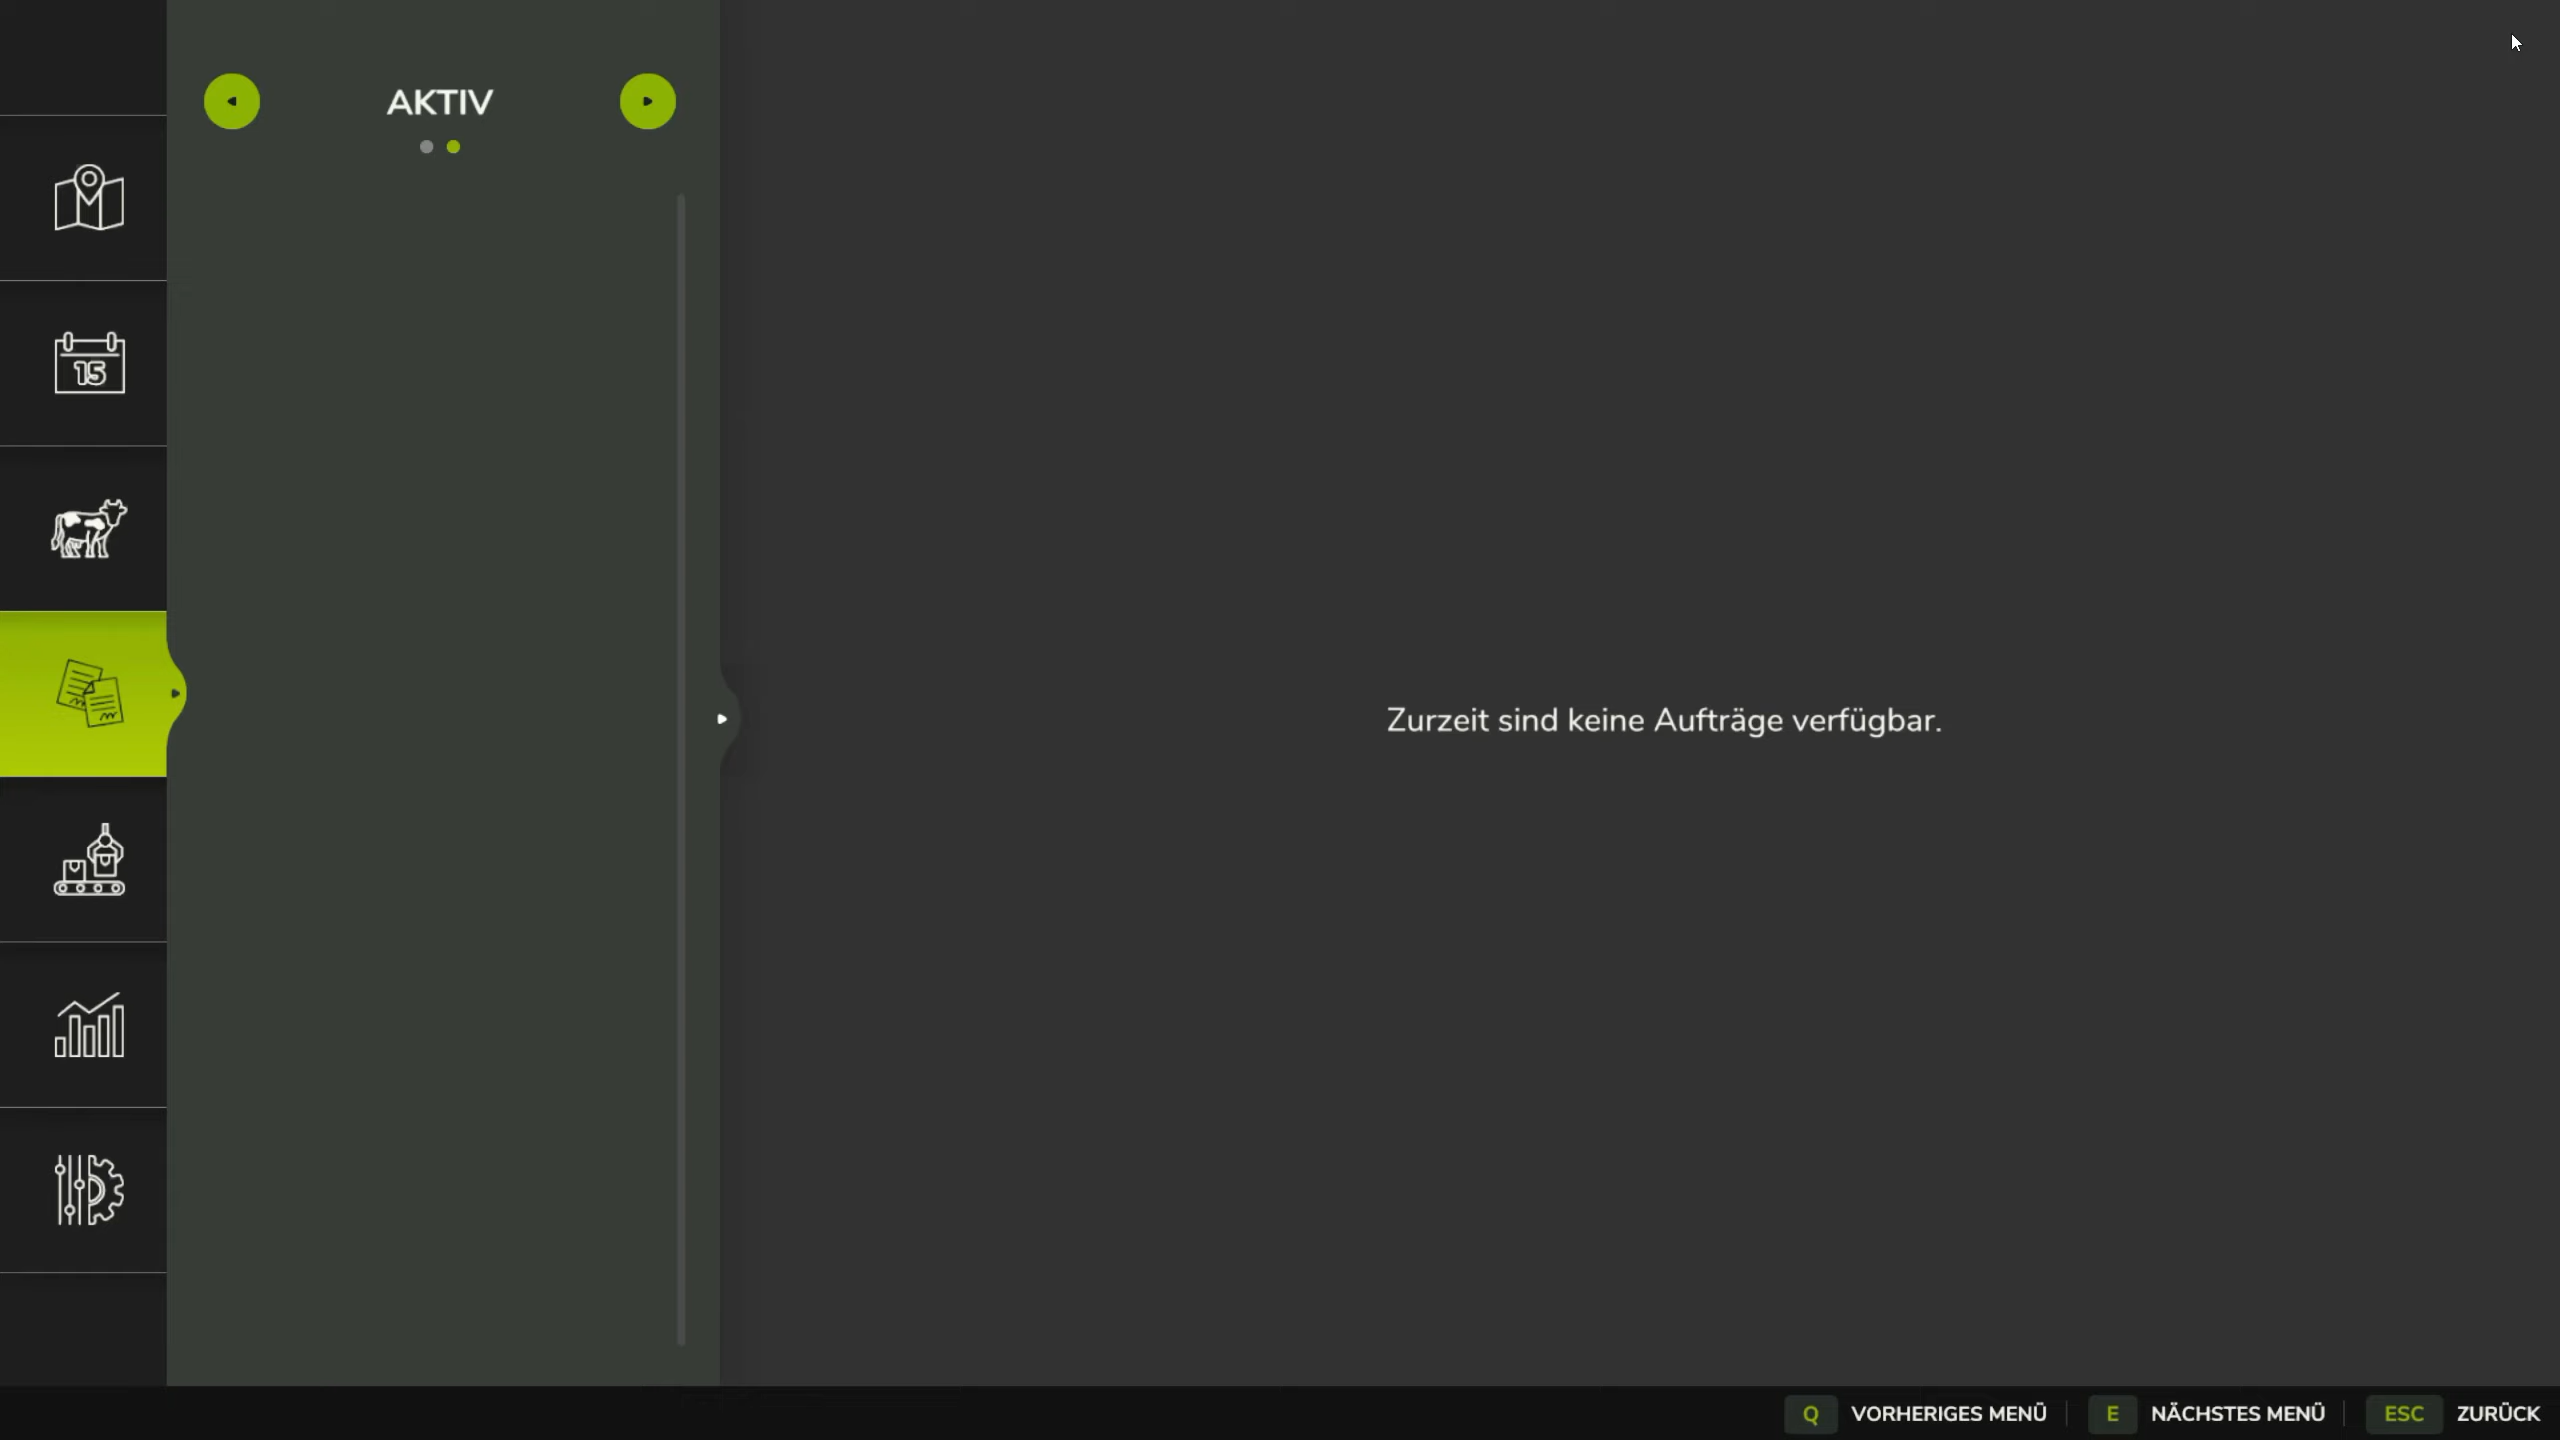 AKTIV
15
Zurzeit sind keine Aufträge verfügbar.
Q VORHERIGES MENÜ E NÄCHSTES MENÜ ESC ZURÜCK